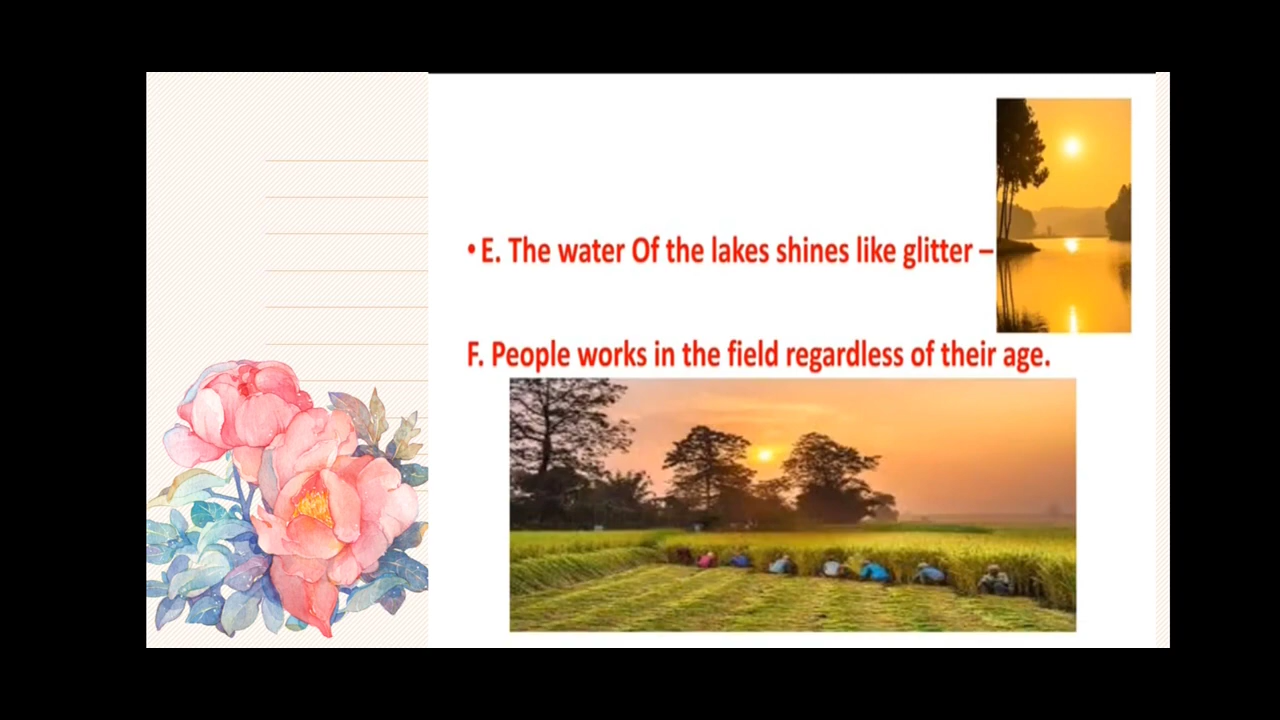 • E. The water Of the lakes shines like glitter –
F. People works in the field regardless of their age.